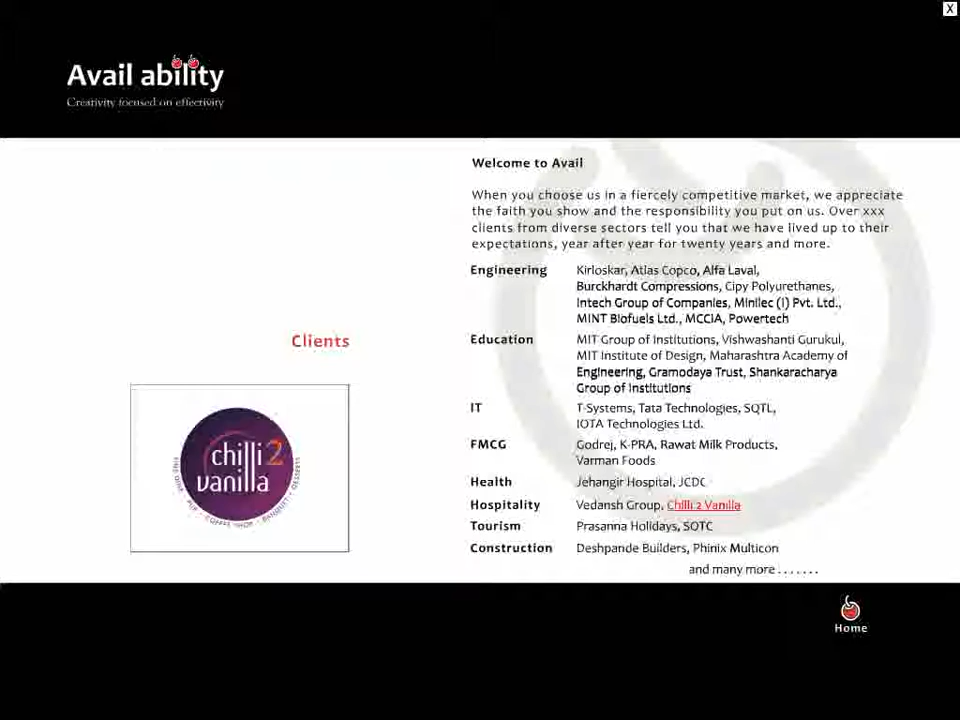 X
Avail ability
Creativity focused on effectivity
Welcome to Avail
When you choose us in a fiercely competitive market, we appreciate
the faith you show and the responsibility you put on us. Over xxx
clients from diverse sectors tell you that we have lived up to their
expectations, year after year for twenty years and more.
Engineering Kirloskar, Atlas Copco, Alfa Laval,
Burckhardt Compressions, Cipy Polyurethanes,
Intech Group of Companies, Minilec (I) Pvt. Ltd.,
MINT Biofuels Ltd., MCCIA, Powertech
Education MIT Group of Institutions, Vishwashanti Gurukul,
MIT Institute of Design, Maharashtra Academy of
Engineering, Gramodaya Trust, Shankaracharya
Group of Institutions
IT T-Systems, Tata Technologies, SQTL,
IOTA Technologies Ltd.
FMCG Godrej, K-PRA, Rawat Milk Products,
Varman Foods
Health Jehangir Hospital, JCDC
Hospitality Vedansh Group, Chilli 2 Vanilla
Tourism Prasanna Holidays, SOTC
Construction Deshpande Builders, Phinix Multicon
and many more . . . . . . .
Clients
chilli 2
vanilla
FINE DINE • PUB • COFFEE SHOP • BANQUET • DESSERTS
Home